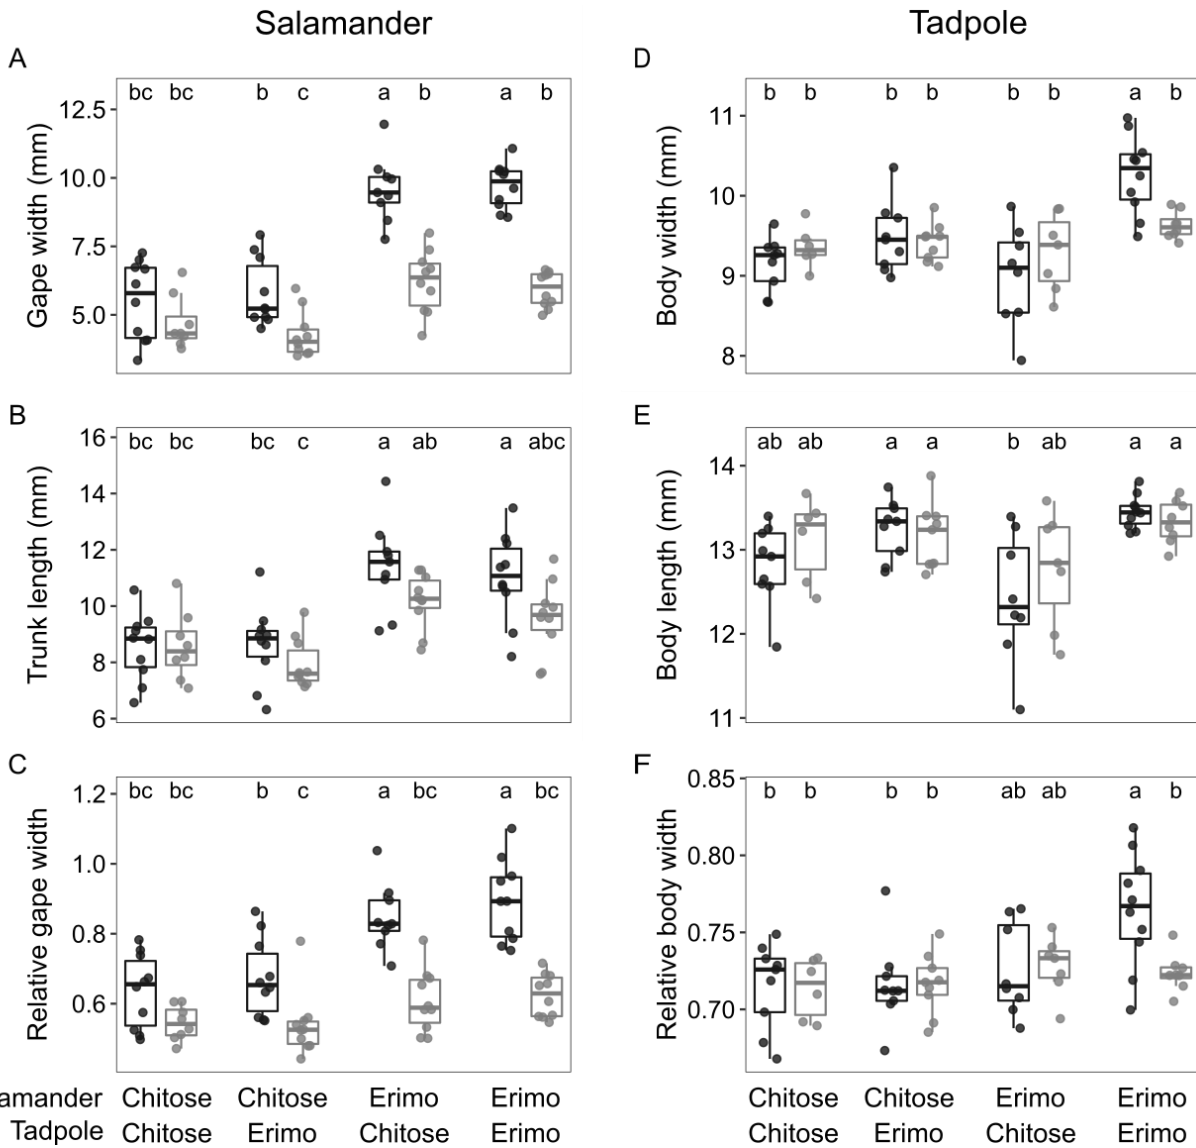 Salamander Tadpole
A D
bc bc b c a b a b
b b b b b b a b
12.5
10.0
7.5
5.0
Gape width (mm)
11
10
9
8
Body width (mm)
B E
bc bc bc c a ab a abc
ab ab a a b ab a a
16
14
12
10
8
6
Trunk length (mm)
14
13
12
11
Body length (mm)
C F
bc bc b c a bc a bc
b b b b ab ab a b
1.2
1.0
0.8
0.6
Relative gape width
0.85
0.80
0.75
0.70
Relative body width
amander Chitose Chitose Erimo Erimo Chitose Chitose Erimo Erimo
Tadpole Chitose Erimo Chitose Erimo Chitose Erimo Chitose Erimo